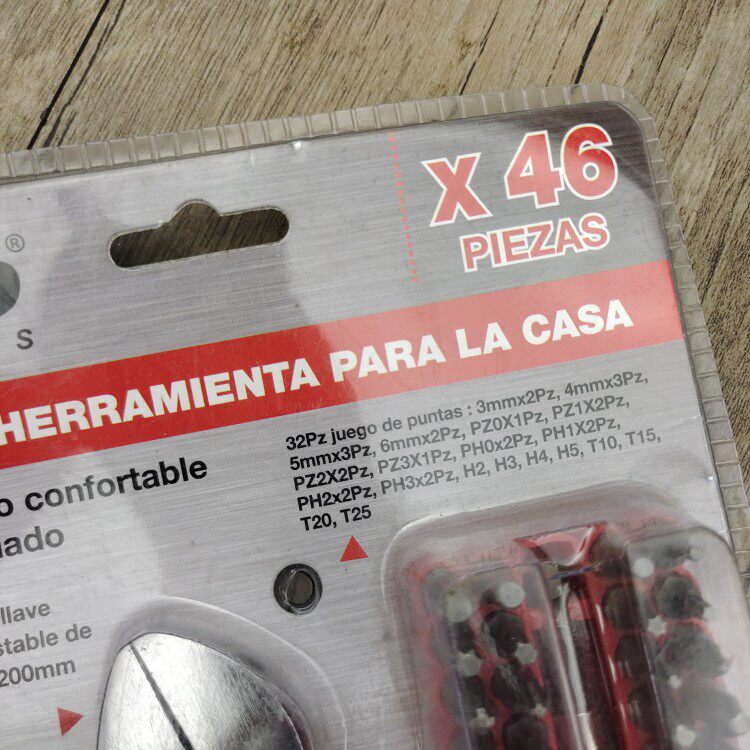 X 46
PIEZAS
®
S
HERRAMIENTA PARA LA CASA
32Pz juego de puntas : 3mmx2Pz, 4mmx3Pz,
5mmx3Pz, 6mmx2Pz, PZ0X1Pz, PZ1X2Pz,
PZ2X2Pz, PZ3X1Pz, PH0x2Pz, PH1X2Pz,
PH2x2Pz, PH3x2Pz, H2, H3, H4, H5, T10, T15,
T20, T25
o confortable
lado
llave
stable de
200mm